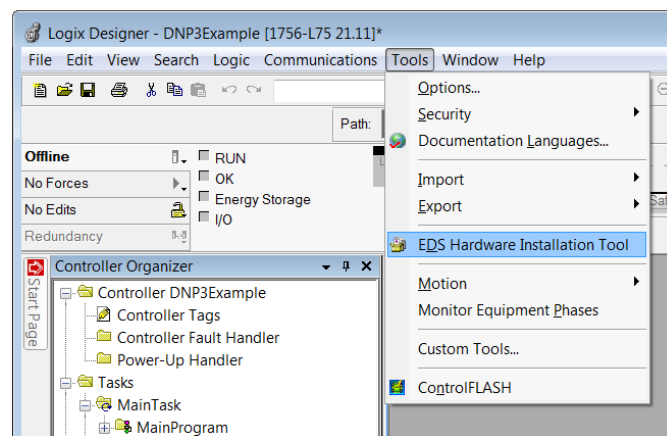 Logix Designer - DNP3Example [1756-L75 21.11]*
File Edit View Search Logic Communications Tools Window Help
Path:
Offline
No Forces
No Edits
Redundancy
RUN
OK
Energy Storage
I/O
Start Page
Controller Organizer
Controller DNP3Example
Controller Tags
Controller Fault Handler
Power-Up Handler
Tasks
MainTask
MainProgram
Options...
Security
Documentation Languages...
Import
Export
EDS Hardware Installation Tool
Motion
Monitor Equipment Phases
Custom Tools...
ControlFLASH